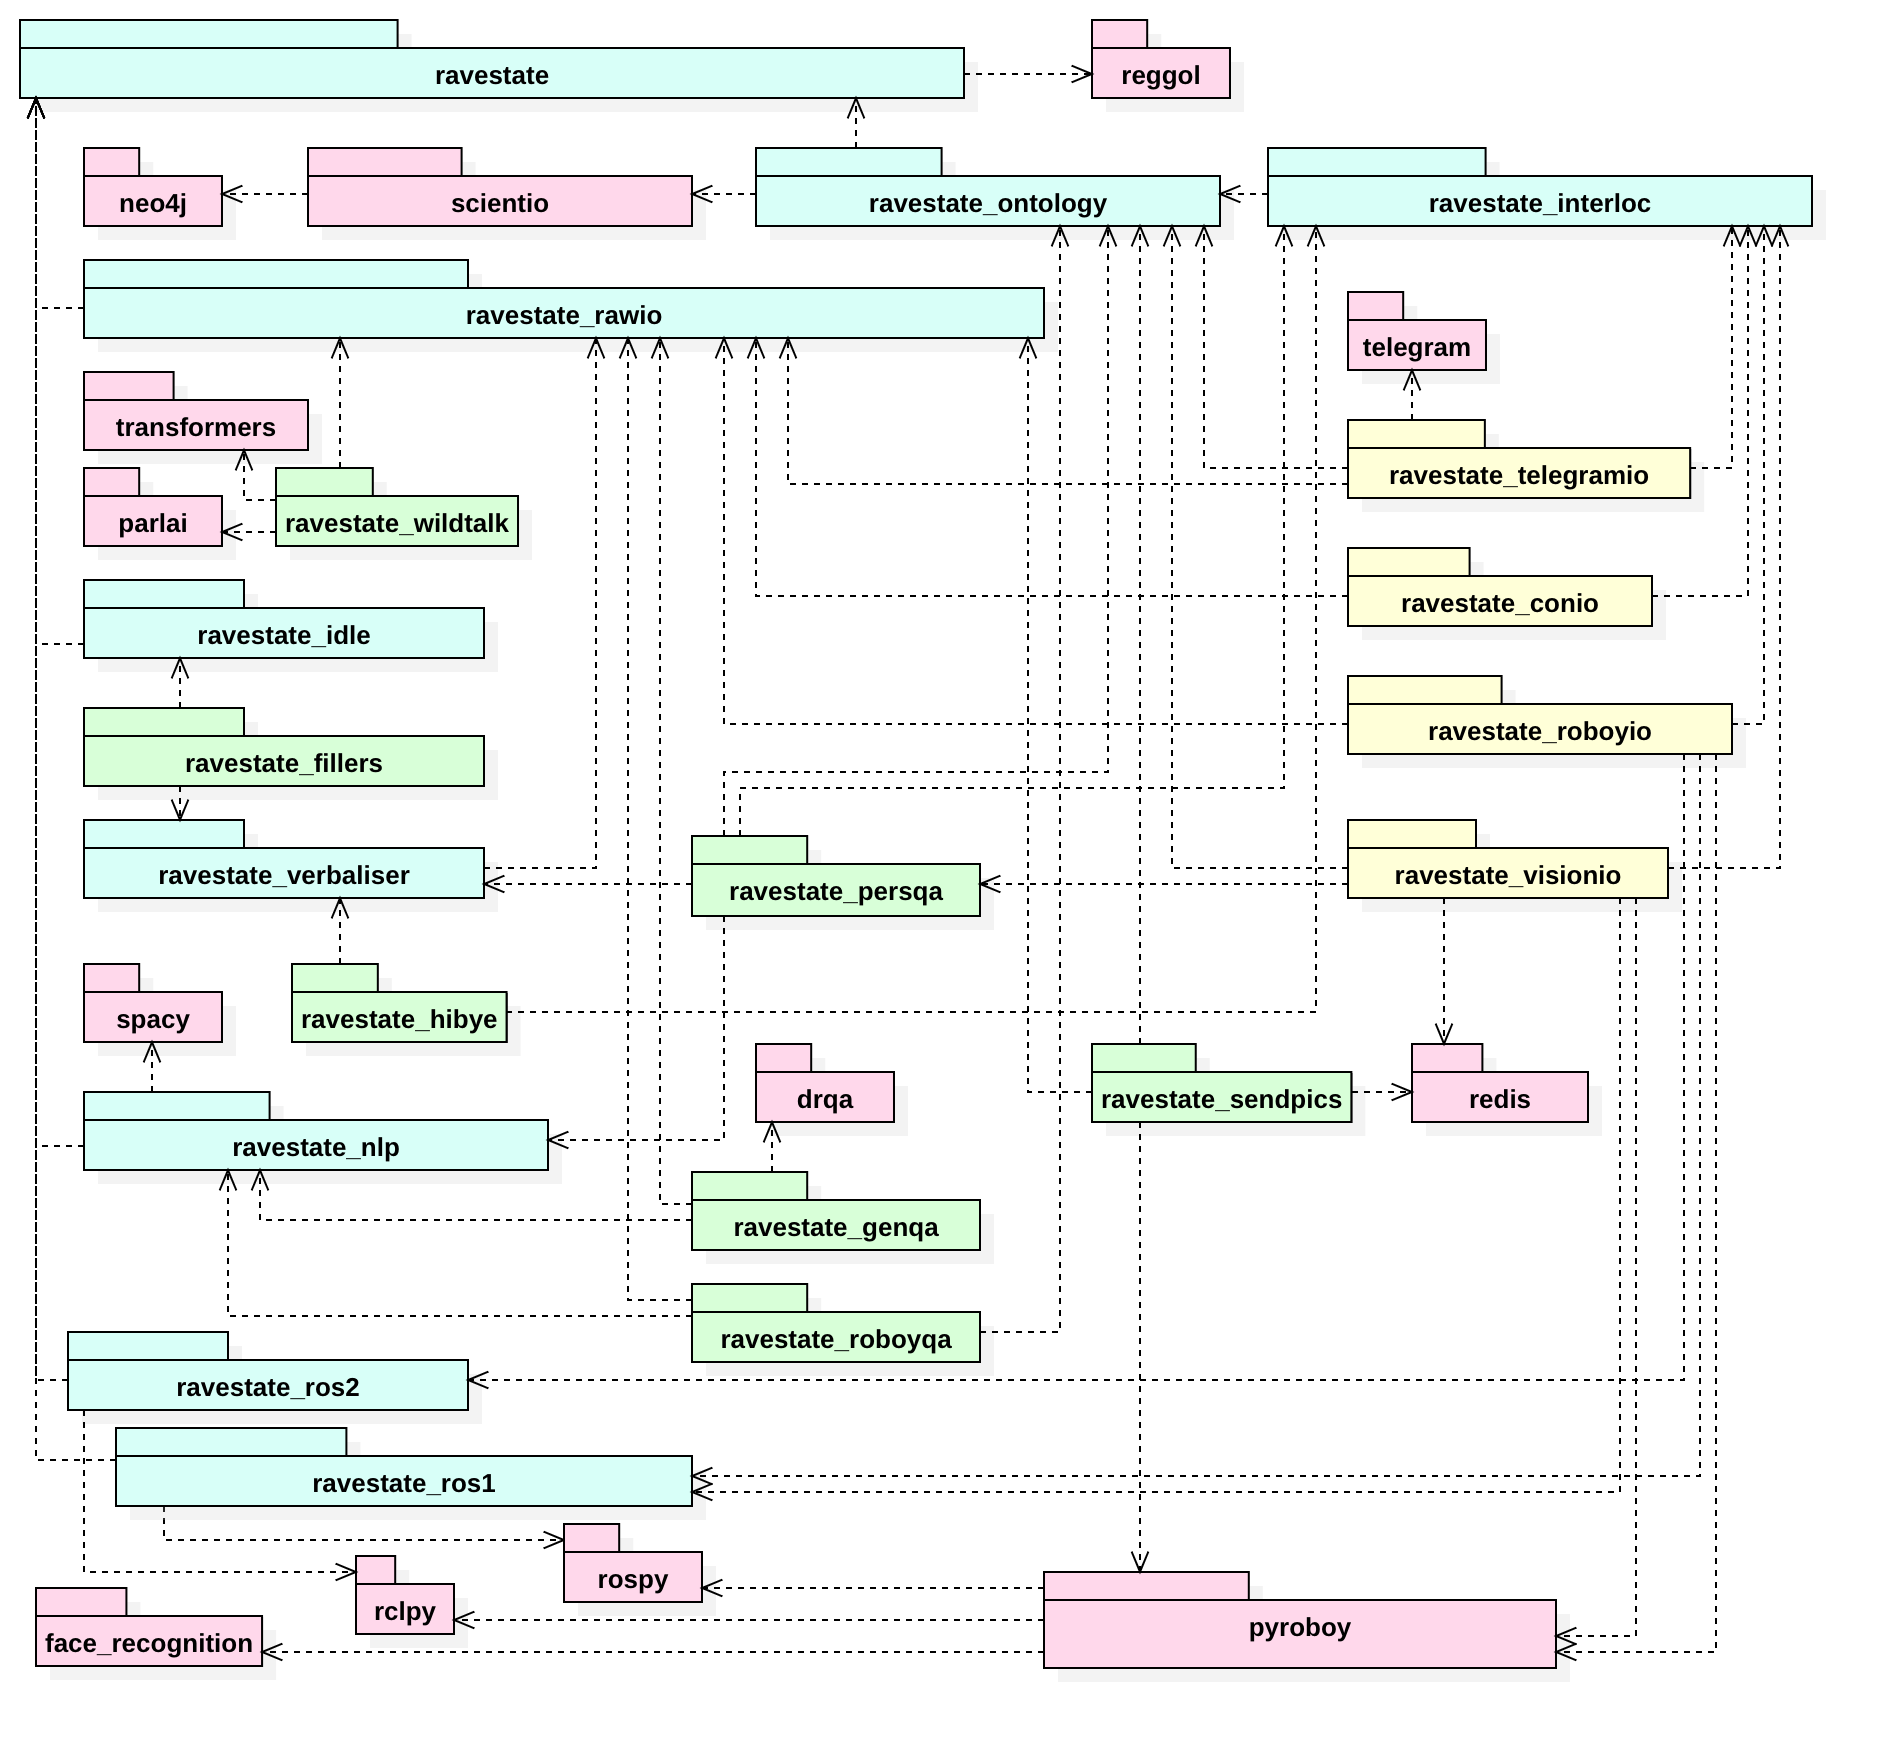 ravestate
reggol
neo4j
scientio
ravestate_ontology
ravestate_interloc
ravestate_rawio
telegram
transformers
ravestate_telegramio
parlai
ravestate_wildtalk
ravestate_conio
ravestate_idle
ravestate_roboyio
ravestate_fillers
ravestate_verbaliser
ravestate_persqa
ravestate_visionio
spacy
ravestate_hibye
drqa
ravestate_sendpics
redis
ravestate_nlp
ravestate_genqa
ravestate_roboyqa
ravestate_ros2
ravestate_ros1
rospy
rclpy
pyroboy
face_recognition